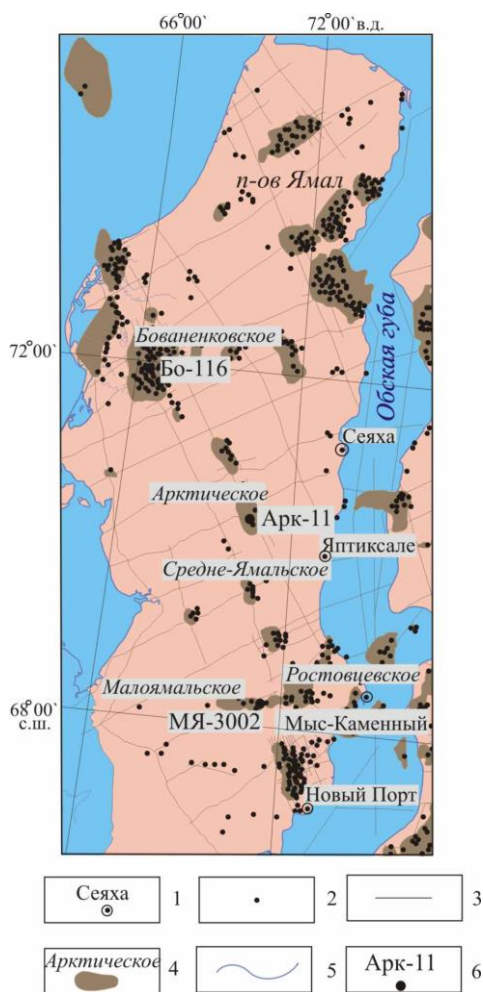 66°00` 72°00`в.д.
п-ов Ямал
Обская губа
Бованенковское
72°00`
Бо-116
Сеяха
Арктическое
Арк-11
Яптиксале
Средне-Ямальское
Ростовцевское
Малоямальское
68°00`
с.ш.
МЯ-3002
Мыс-Каменный
Новый Порт
Сеяха 1 2 3
Арктическое 4 5 Арк-11 6